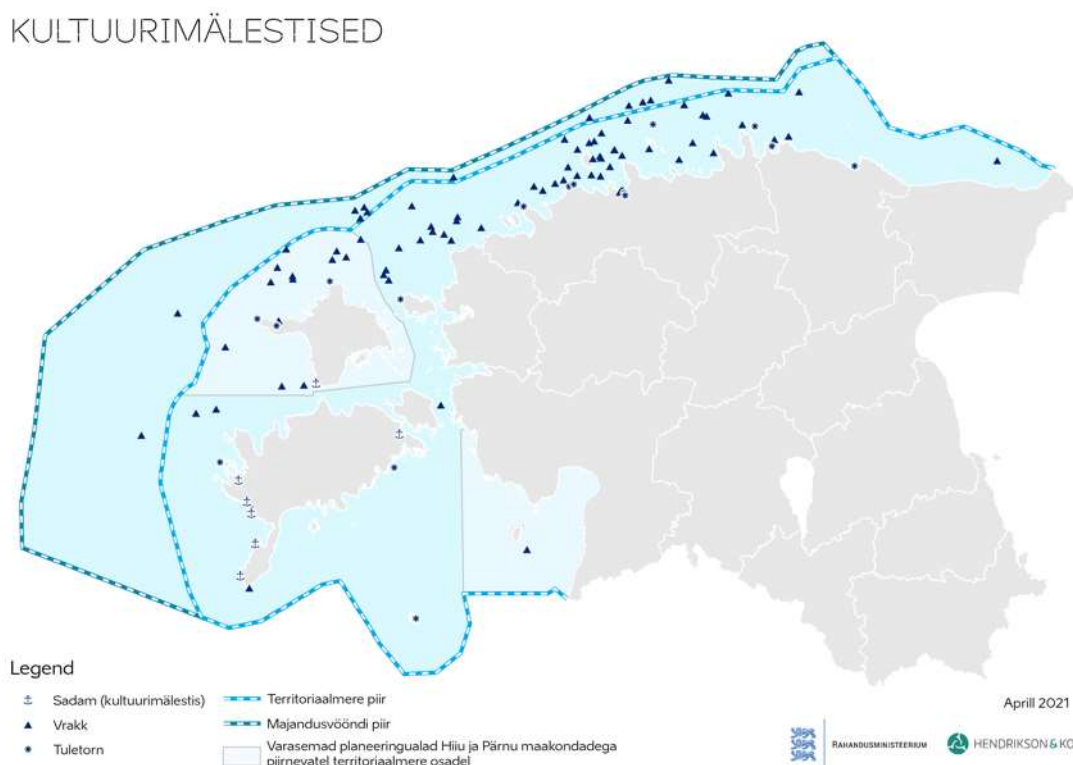 KULTUURIMÄLESTISED
Legend
Sadam (kultuurimälestis)
Vrakk
Tuletorn
Territoriaalmere piir
Majandusvööndi piir
Varasemad planeeringualad Hiiu ja Pärnu maakondadega
piirnevatel territoriaalmere osadel
Aprill 2021
RAHANDUSMINISTEERIUM
HENDRIKSON & KO